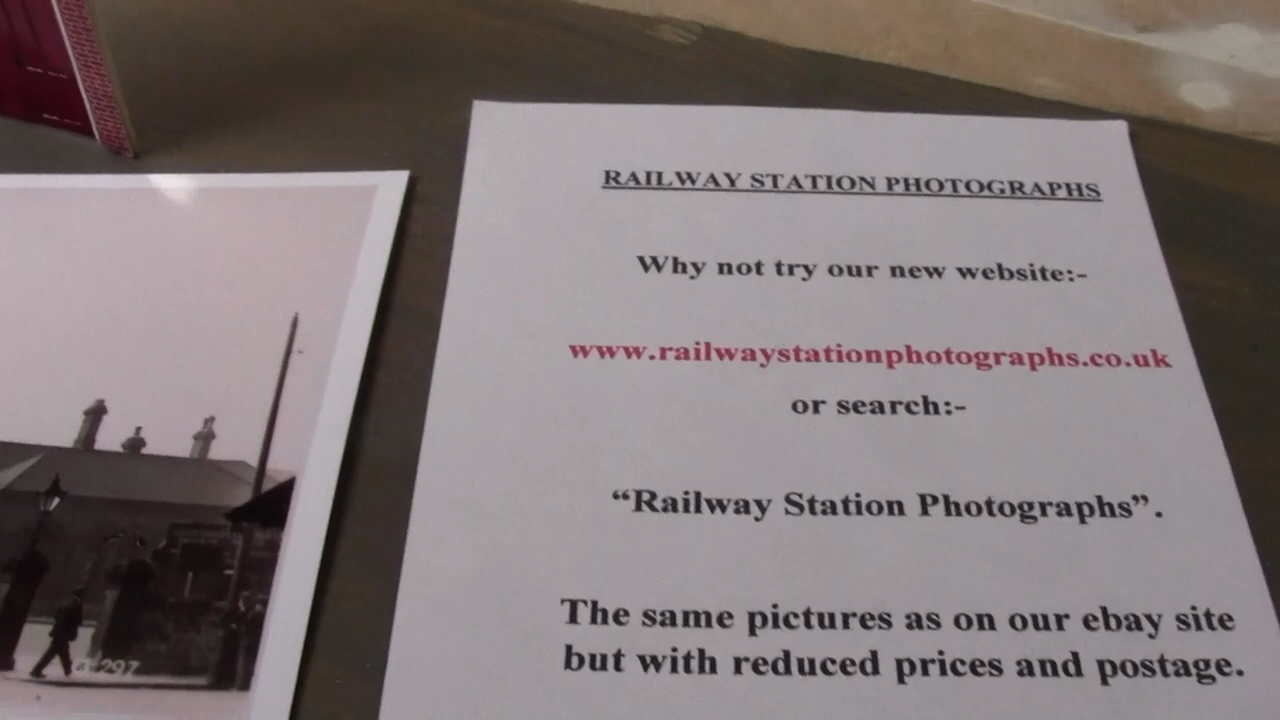 RAILWAY STATION PHOTOGRAPHS
Why not try our new website:-
www.railwaystationphotographs.co.uk
or search:-
“Railway Station Photographs”.
The same pictures as on our ebay site
but with reduced prices and postage.
297